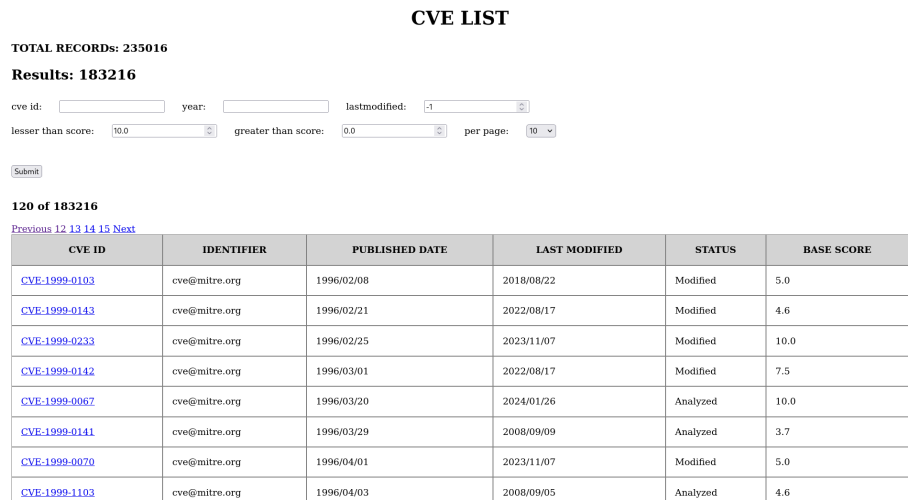 CVE LIST
TOTAL RECORDs: 235016
Results: 183216
cve id: year: lastmodified: -1
lesser than score: 10.0 greater than score: 0.0 per page: 10
Submit
120 of 183216
Previous 12 13 14 15 Next
CVE ID IDENTIFIER PUBLISHED DATE LAST MODIFIED STATUS BASE SCORE
CVE-1999-0103 cve@mitre.org 1996/02/08 2018/08/22 Modified 5.0
CVE-1999-0143 cve@mitre.org 1996/02/21 2022/08/17 Modified 4.6
CVE-1999-0233 cve@mitre.org 1996/02/25 2023/11/07 Modified 10.0
CVE-1999-0142 cve@mitre.org 1996/03/01 2022/08/17 Modified 7.5
CVE-1999-0067 cve@mitre.org 1996/03/20 2024/01/26 Analyzed 10.0
CVE-1999-0141 cve@mitre.org 1996/03/29 2008/09/09 Analyzed 3.7
CVE-1999-0070 cve@mitre.org 1996/04/01 2023/11/07 Modified 5.0
CVE-1999-1103 cve@mitre.org 1996/04/03 2008/09/05 Analyzed 4.6